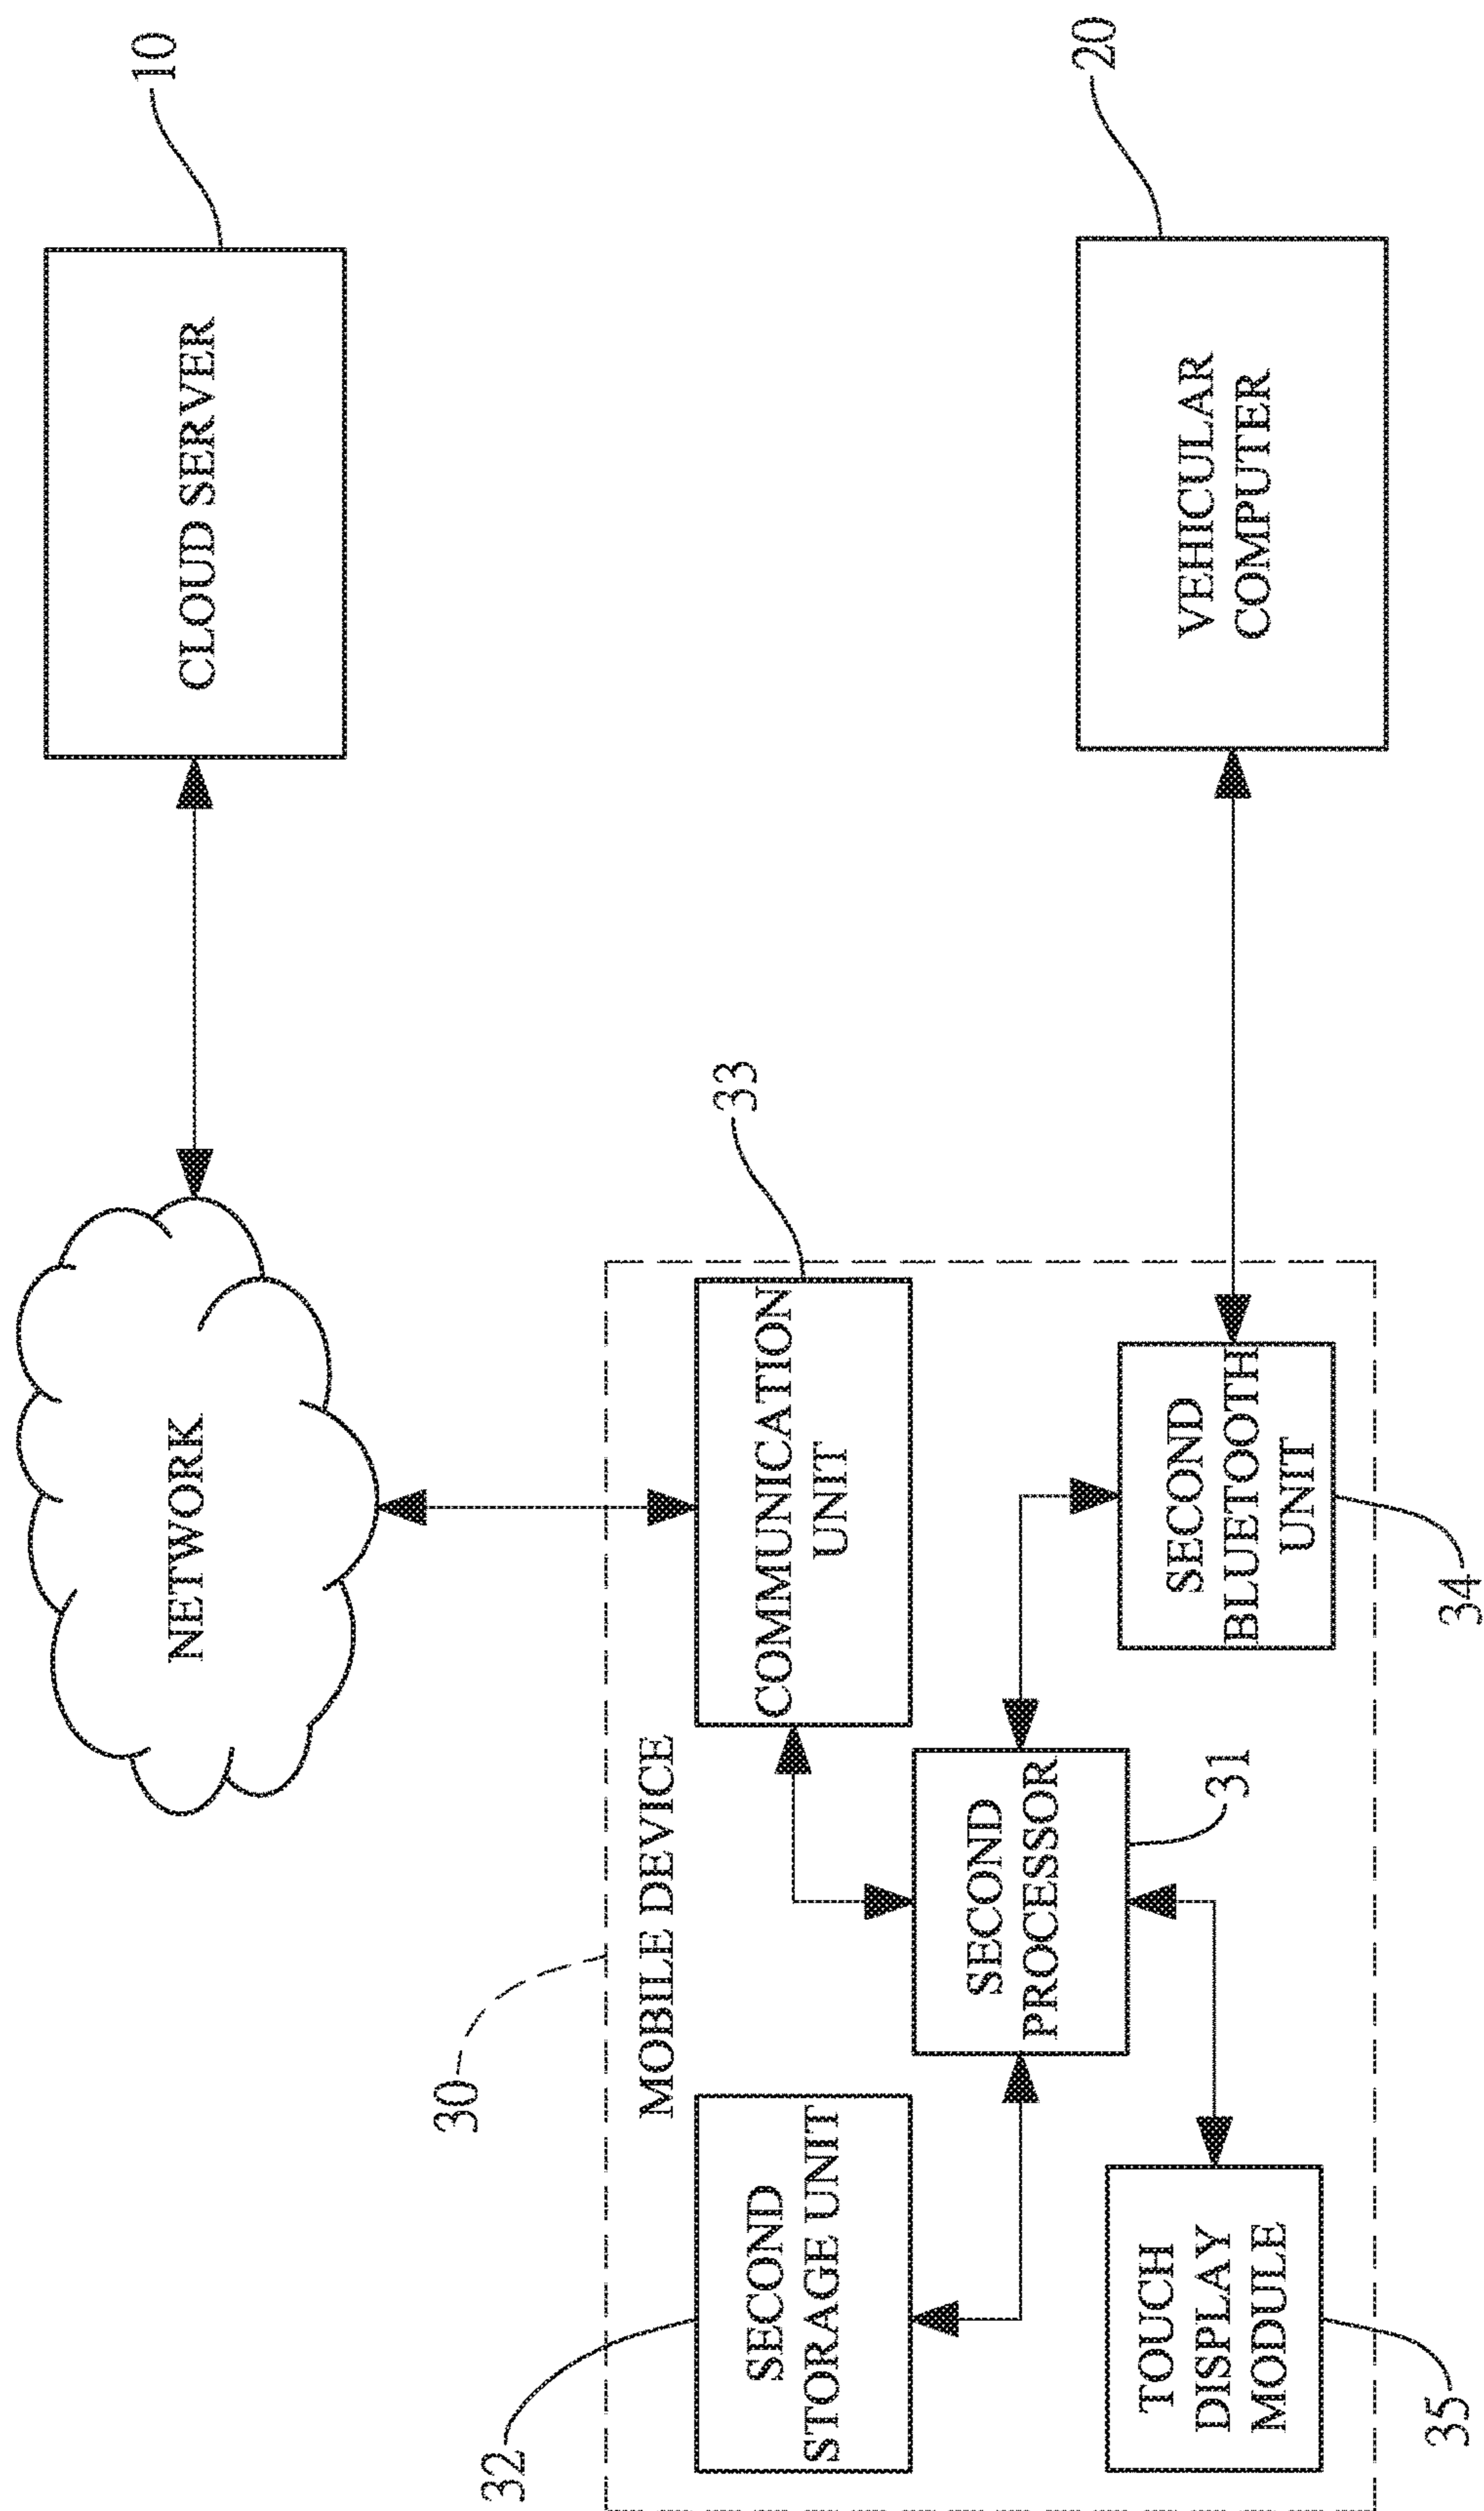 NETWORK
CLOUD SERVER
10
30
MOBILE DEVICE
32
SECOND
STORAGE UNIT
COMMUNICATION
UNIT
33
SECOND
PROCESSOR
31
TOUCH
DISPLAY
MODULE
35
SECOND
BLUETOOTH
UNIT
34
VEHICULAR
COMPUTER
20